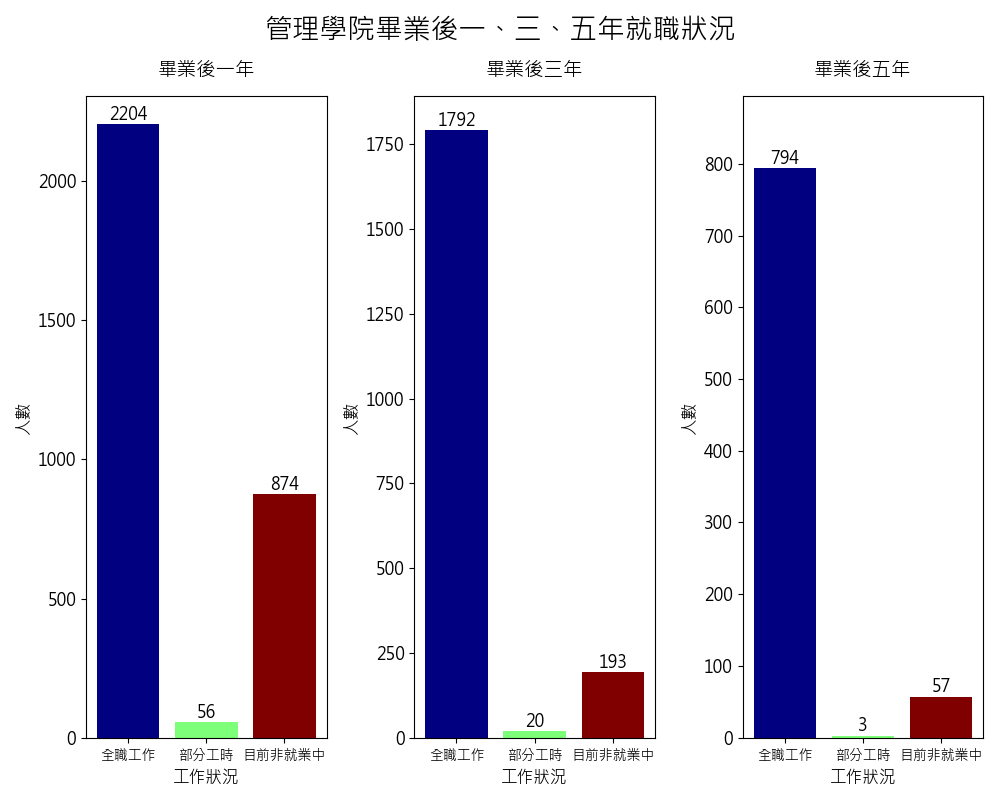 管理學院畢業後一、三、五年就職狀況
畢業後一年
2204
56
874
2000
1500
1000
500
0
人數
全職工作 部分工時 目前非就業中
工作狀況
畢業後三年
1792
20
193
1750
1500
1250
1000
750
500
250
0
人數
全職工作 部分工時 目前非就業中
工作狀況
畢業後五年
794
3
57
800
700
600
500
400
300
200
100
0
人數
全職工作 部分工時 目前非就業中
工作狀況